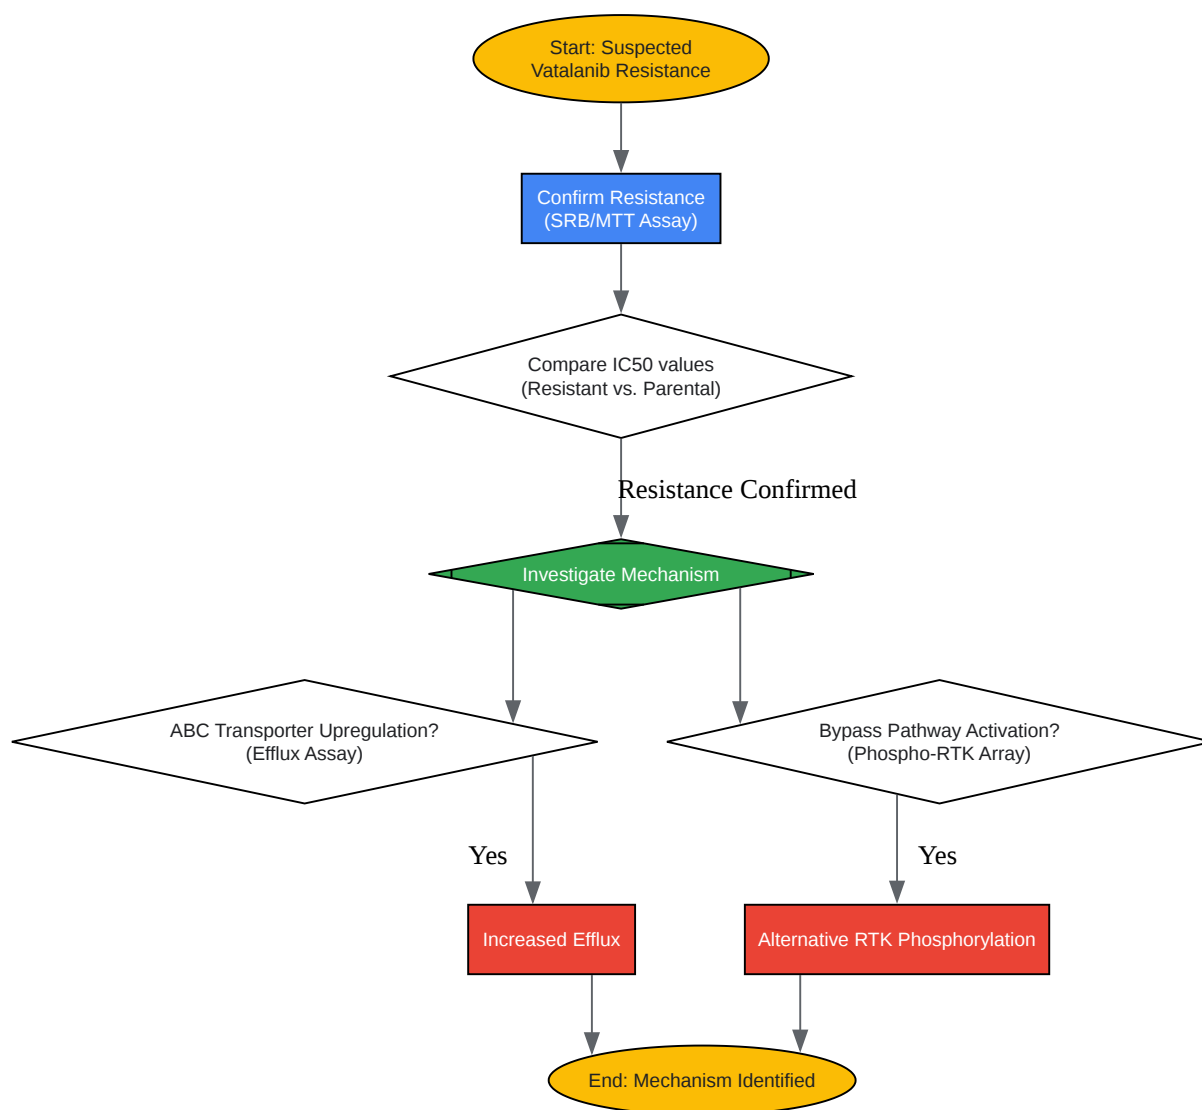 Start: Suspected
Vatalanib Resistance
Confirm Resistance
(SRB/MTT Assay)
Compare IC50 values
(Resistant vs. Parental)
Resistance Confirmed
Investigate Mechanism
ABC Transporter Upregulation?
(Efflux Assay)
Bypass Pathway Activation?
(Phospho-RTK Array)
Yes
Yes
Increased Efflux
Alternative RTK Phosphorylation
End: Mechanism Identified